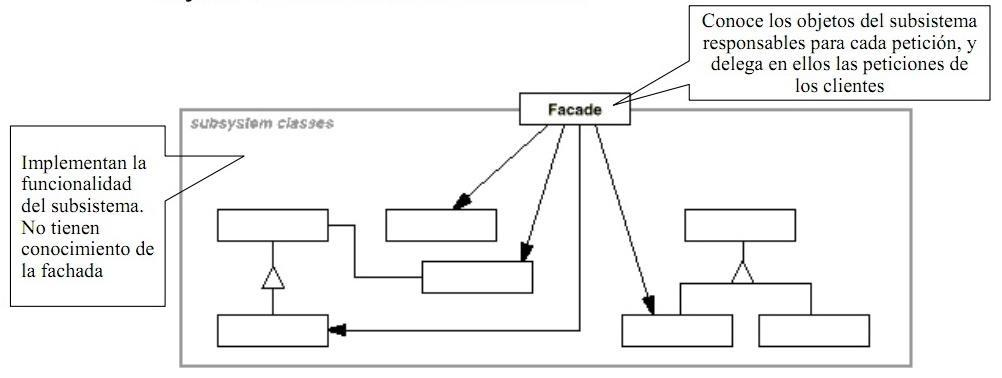 Conoce los objetos del subsistema
responsables para cada petición, y
delega en ellos las peticiones de
los clientes
Facade
subsystem classes
Implementan la
funcionalidad
del subsistema.
No tienen
conocimiento de
la fachada